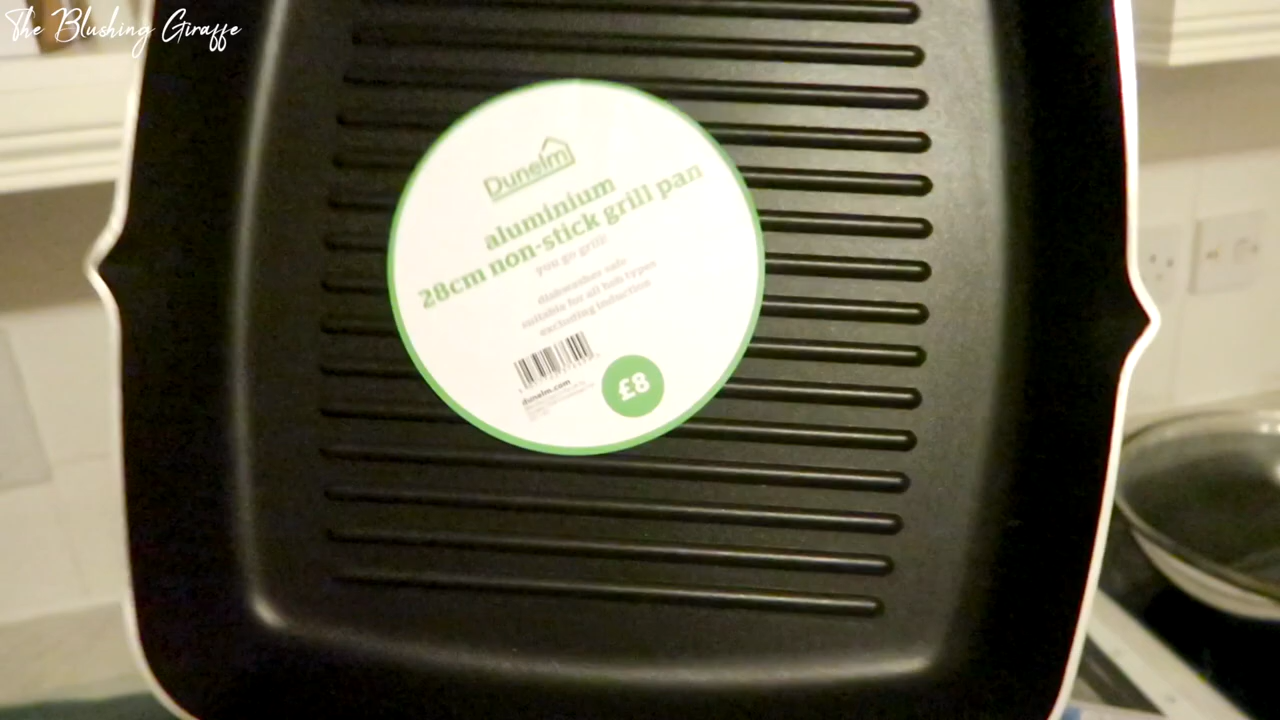 The Blushing Giraffe
Dunelm
aluminium
28cm non-stick grill pan
you go grill!
dishwasher safe
suitable for all hob types
excluding induction
dunelm.com
£8